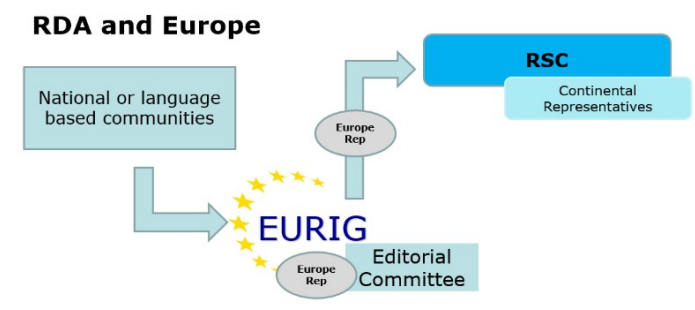 RDA and Europe
RSC
Continental
Representatives
National or language
based communities
Europe
Rep
EURIG
Editorial
Committee
Europe
Rep